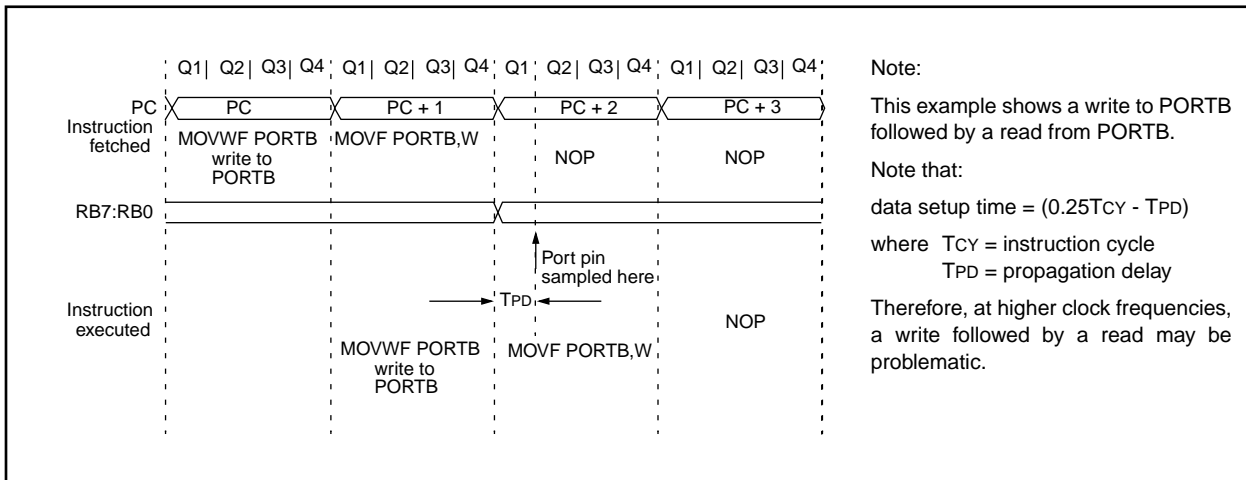 Q1| Q2| Q3| Q4 Q1| Q2| Q3| Q4 Q1 Q2| Q3| Q4 Q1| Q2| Q3| Q4
PC PC PC + 1 PC + 2 PC + 3
Instruction
fetched
MOVWF PORTB
write to
PORTB
MOVF PORTB,W
NOP
NOP
RB7:RB0
Port pin
sampled here
TPD
Instruction
executed
MOVWF PORTB
write to
PORTB
MOVF PORTB,W
NOP
Note:
This example shows a write to PORTB
followed by a read from PORTB.
Note that:
data setup time = (0.25TCY - TPD)
where TCY = instruction cycle
TPD = propagation delay
Therefore, at higher clock frequencies,
a write followed by a read may be
problematic.